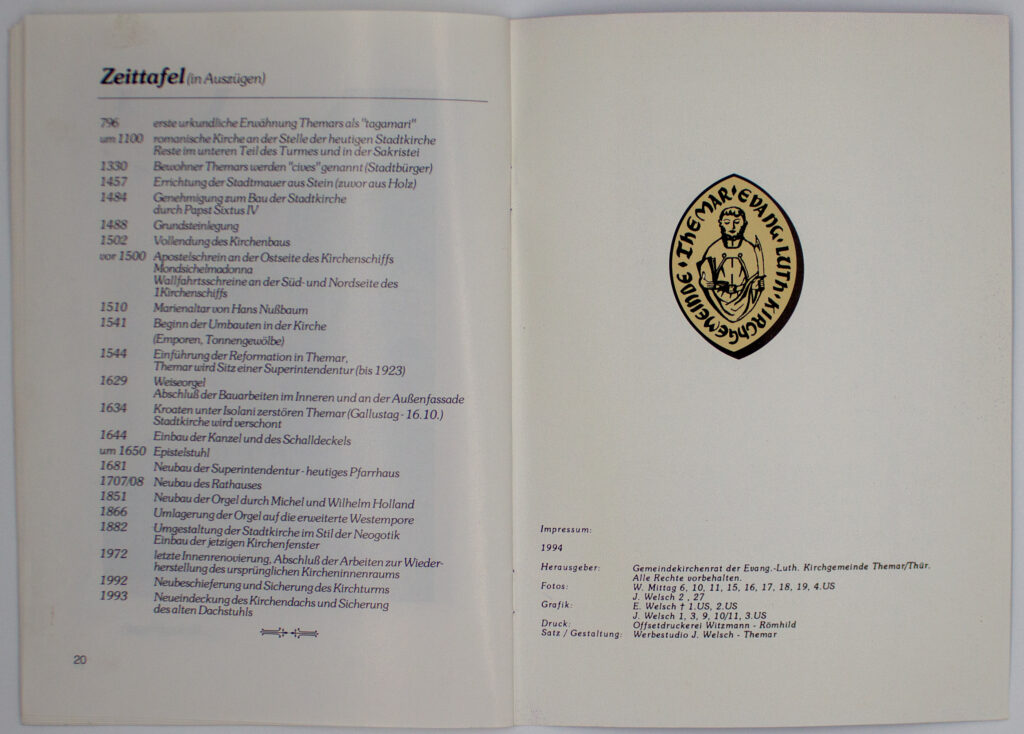 Zeittafel (in Auszügen)
796 erste urkundliche Erwähnung Themars als "tagamari"
um 1100 romanische Kirche an der Stelle der heutigen Stadtkirche
Reste im unteren Teil des Turmes und in der Sakristei
1330 Bewohner Themars werden "cives" genannt (Stadtbürger)
1457 Errichtung der Stadtmauer aus Stein (zuvor aus Holz)
1484 Genehmigung zum Bau der Stadtkirche
durch Papst Sixtus IV
1488 Grundsteinlegung
1502 Vollendung des Kirchenbaus
vor 1500 Apostelschrein an der Ostseite des Kirchenschiffs
Mondsichelmadonna
Wallfahrtsschreine an der Süd- und Nordseite des
1Kirchenschiffs
1510 Marienaltar von Hans Nußbaum
1541 Beginn der Umbauten in der Kirche
(Emporen, Tonnengewölbe)
1544 Einführung der Reformation in Themar,
Themar wird Sitz einer Superintendentur (bis 1923)
1629 Weiseorgel
Abschluß der Bauarbeiten im Inneren und an der Außenfassade
1634 Kroaten unter Isolani zerstören Themar (Gallustag - 16.10.)
Stadtkirche wird verschont
1644 Einbau der Kanzel und des Schalldeckels
um 1650 Epistelstuhl
1681 Neubau der Superintendentur - heutiges Pfarrhaus
1707/08 Neubau des Rathauses
1851 Neubau der Orgel durch Michel und Wilhelm Holland
1866 Umlagerung der Orgel auf die erweiterte Westempore
1882 Umgestaltung der Stadtkirche im Stil der Neogotik
Einbau der jetzigen Kirchenfenster
1972 letzte Innenrenovierung, Abschluß der Arbeiten zur Wieder-
herstellung des ursprünglichen Kircheninnenraums
1992 Neubeschieferung und Sicherung des Kirchturms
1993 Neueindeckung des Kirchendachs und Sicherung
des alten Dachstuhls
20
EVANG. LUTH. KIRCHGEMEINDE THEMAR
Impressum:
1994
Herausgeber: Gemeindekirchenrat der Evang.-Luth. Kirchgemeinde Themar/Thür.
Alle Rechte vorbehalten.
Fotos: W. Mittag 6, 10, 11, 15, 16, 17, 18, 19, 4.US
J. Welsch 2 , 27
Grafik: E. Welsch † 1.US, 2.US
J. Welsch 1, 3, 9, 10/11, 3.US
Druck: Offsetdruckerei Witzmann - Römhild
Satz / Gestaltung: Werbestudio J. Welsch - Themar